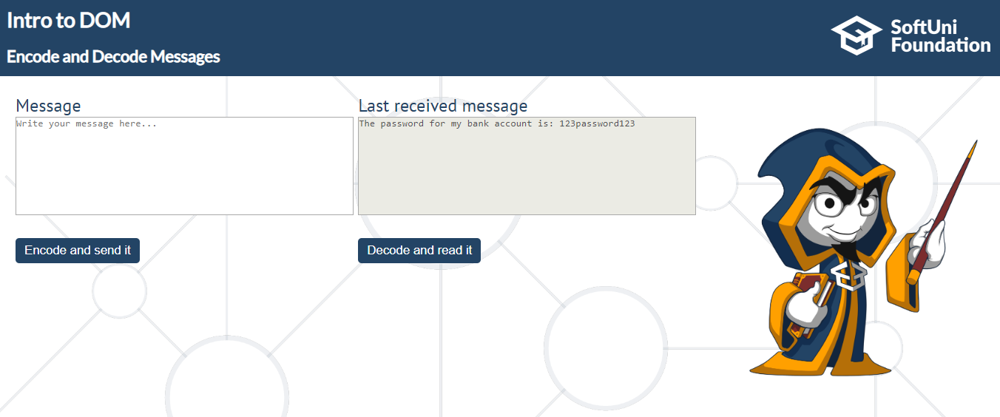 Intro to DOM
SoftUni
Foundation
Encode and Decode Messages
Message
Last received message
Write your message here...
The password for my bank account is: 123password123
Encode and send it
Decode and read it